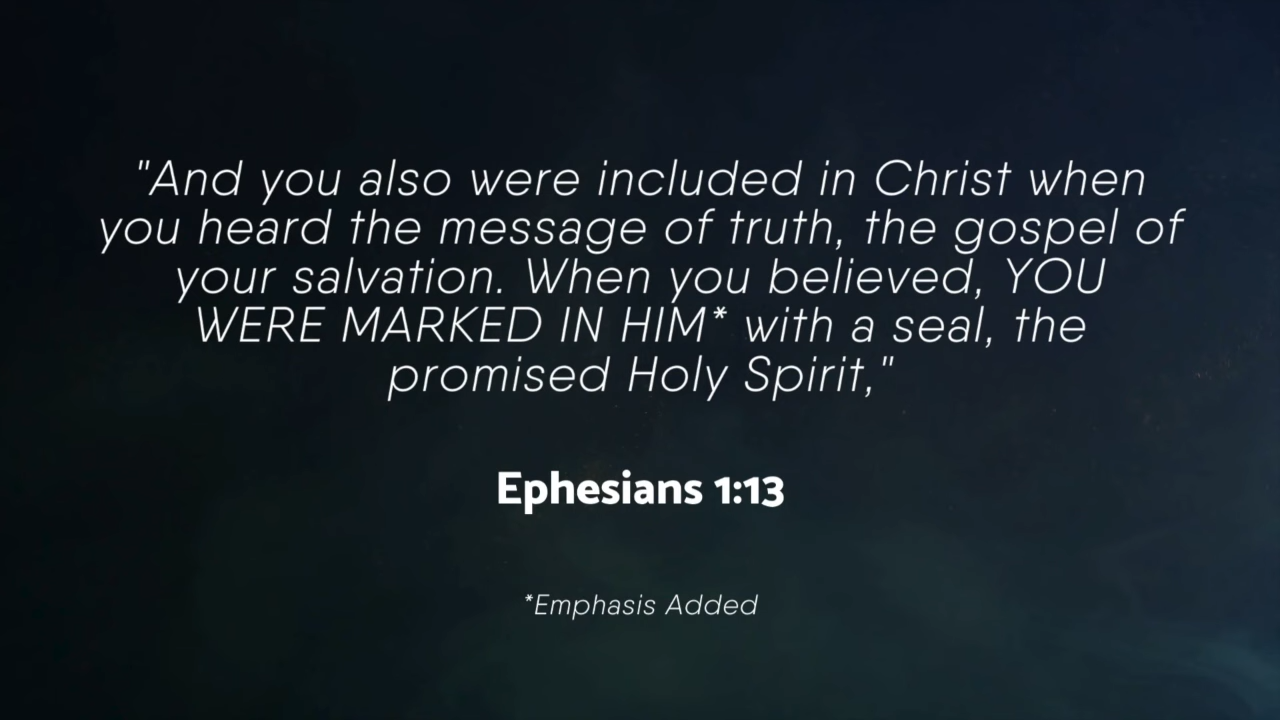 "And you also were included in Christ when
you heard the message of truth, the gospel of
your salvation. When you believed, YOU
WERE MARKED IN HIM* with a seal, the
promised Holy Spirit,"
Ephesians 1:13
*Emphasis Added